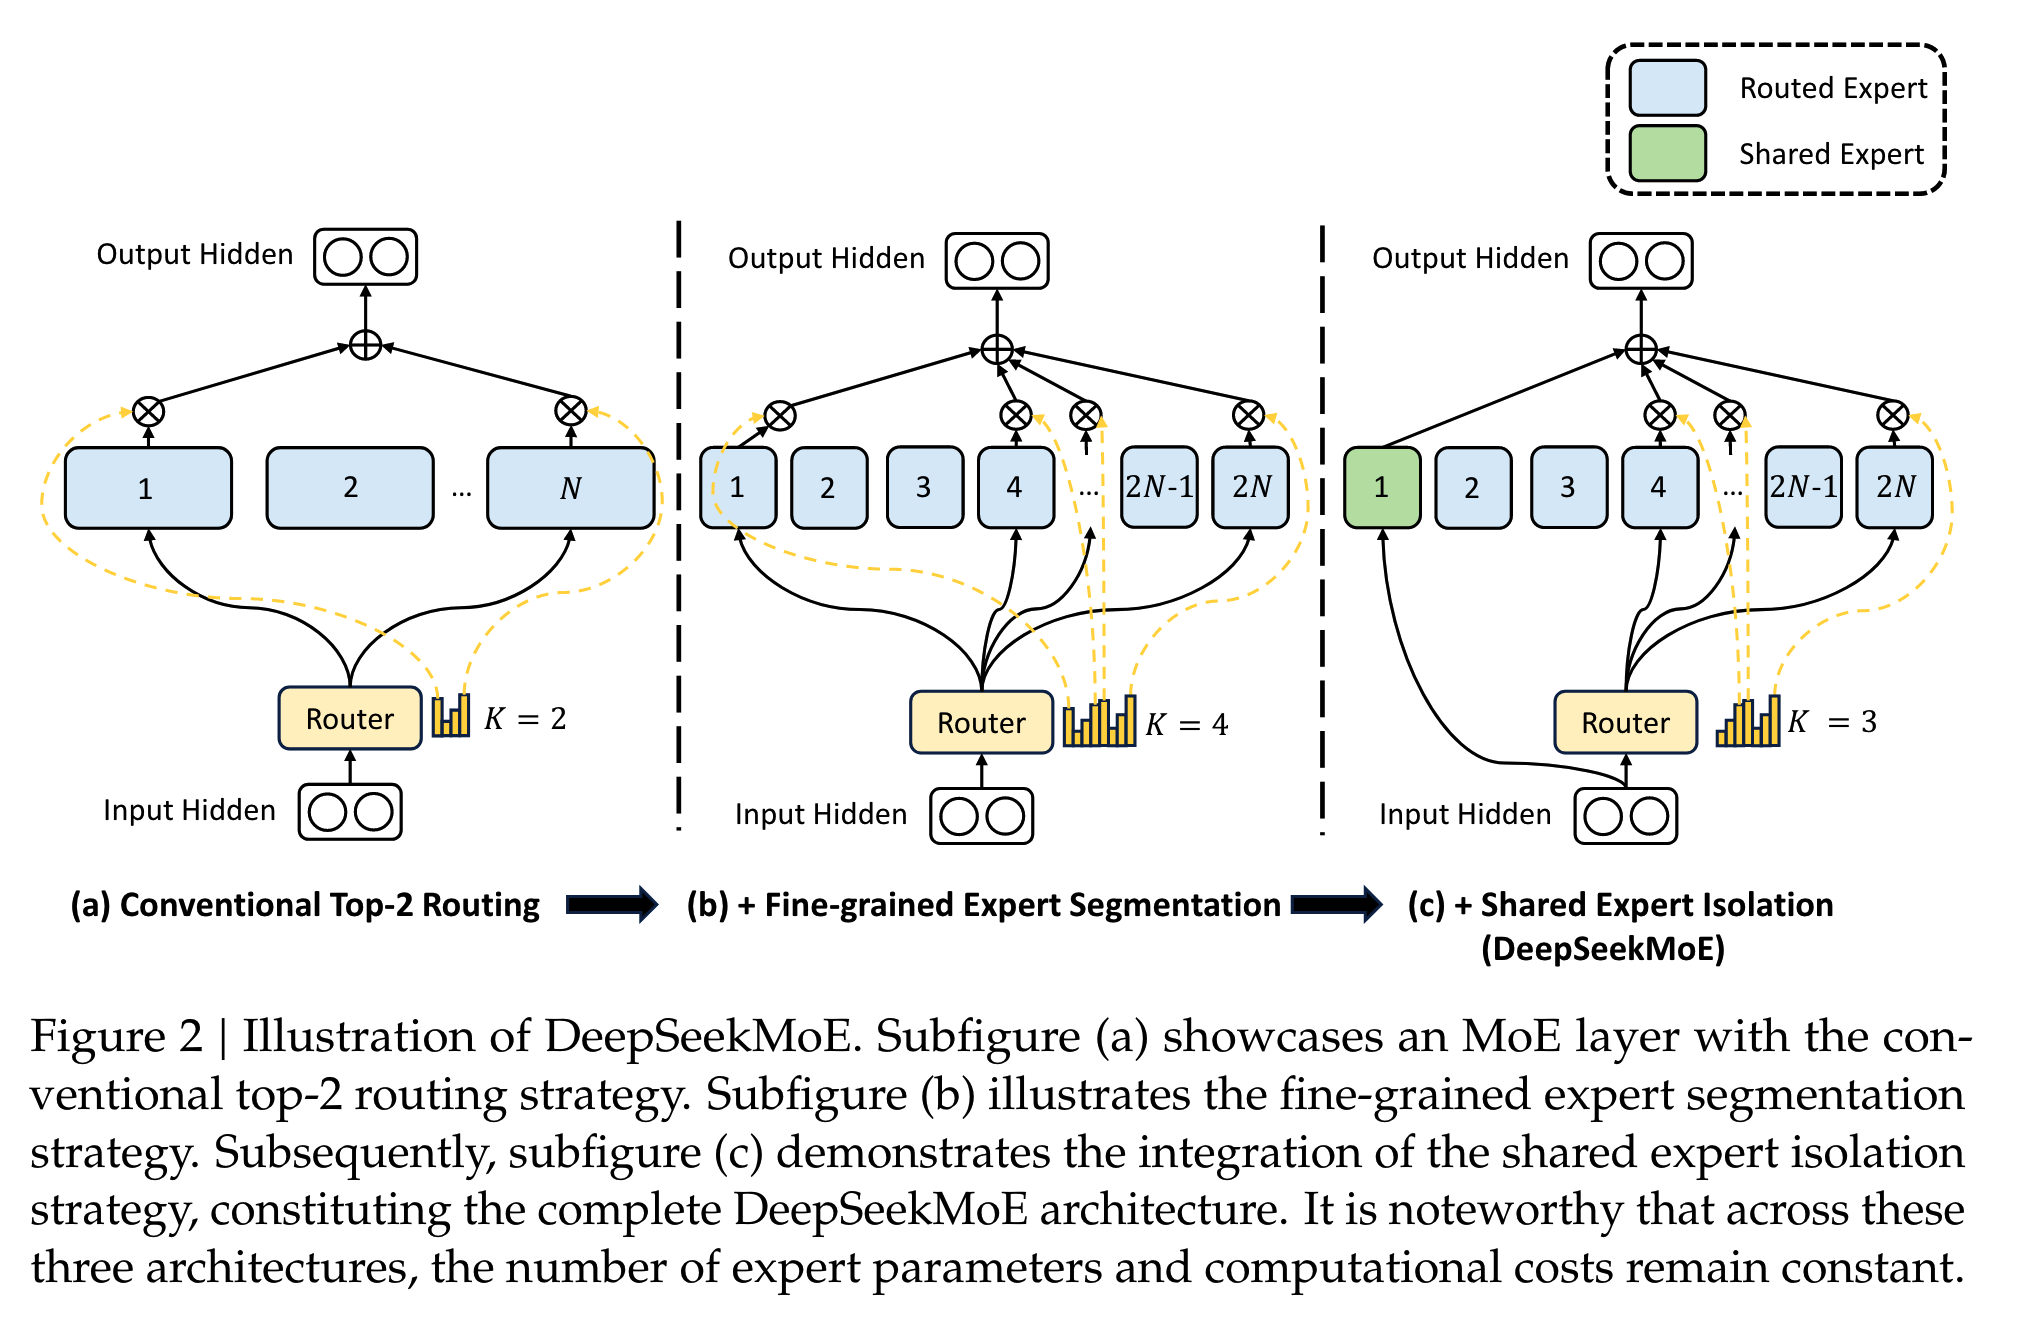 Routed Expert
Shared Expert
Output Hidden
1
2
...
N
Router
K = 2
Input Hidden
(a) Conventional Top-2 Routing
Output Hidden
1
2
3
4
...
2N-1
2N
Router
K = 4
Input Hidden
(b) + Fine-grained Expert Segmentation
Output Hidden
1
2
3
4
...
2N-1
2N
Router
K = 3
Input Hidden
(c) + Shared Expert Isolation
(DeepSeekMoE)
Figure 2 | Illustration of DeepSeekMoE. Subfigure (a) showcases an MoE layer with the con-
ventional top-2 routing strategy. Subfigure (b) illustrates the fine-grained expert segmentation
strategy. Subsequently, subfigure (c) demonstrates the integration of the shared expert isolation
strategy, constituting the complete DeepSeekMoE architecture. It is noteworthy that across these
three architectures, the number of expert parameters and computational costs remain constant.